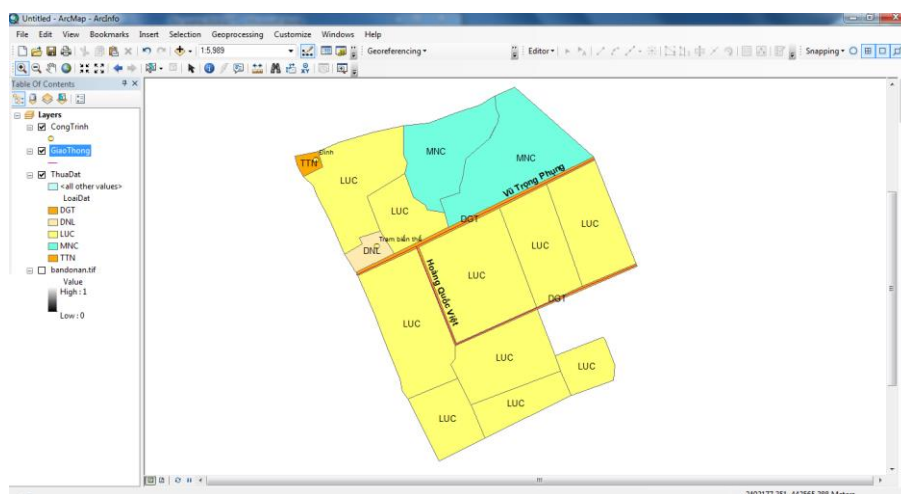 Untitled - ArcMap - ArcInfo
File Edit View Bookmarks Insert Selection Geoprocessing Customize Windows Help
1:5,989 Georeferencing Editor Snapping
Table Of Contents
Layers
CongTrinh
GiaoThong
ThuaDat
<all other values>
LoaiDat
DGT
DNL
LUC
MNC
TTN
bandonan.tif
Value
High : 1
Low : 0
Đình
TTN
MNC
MNC
LUC
Vũ Trọng Phụng
LUC
DGT
LUC
Trạm biến thế
DNL
LUC
LUC
Hoàng Quốc Việt
DGT
LUC
LUC
LUC
LUC
LUC